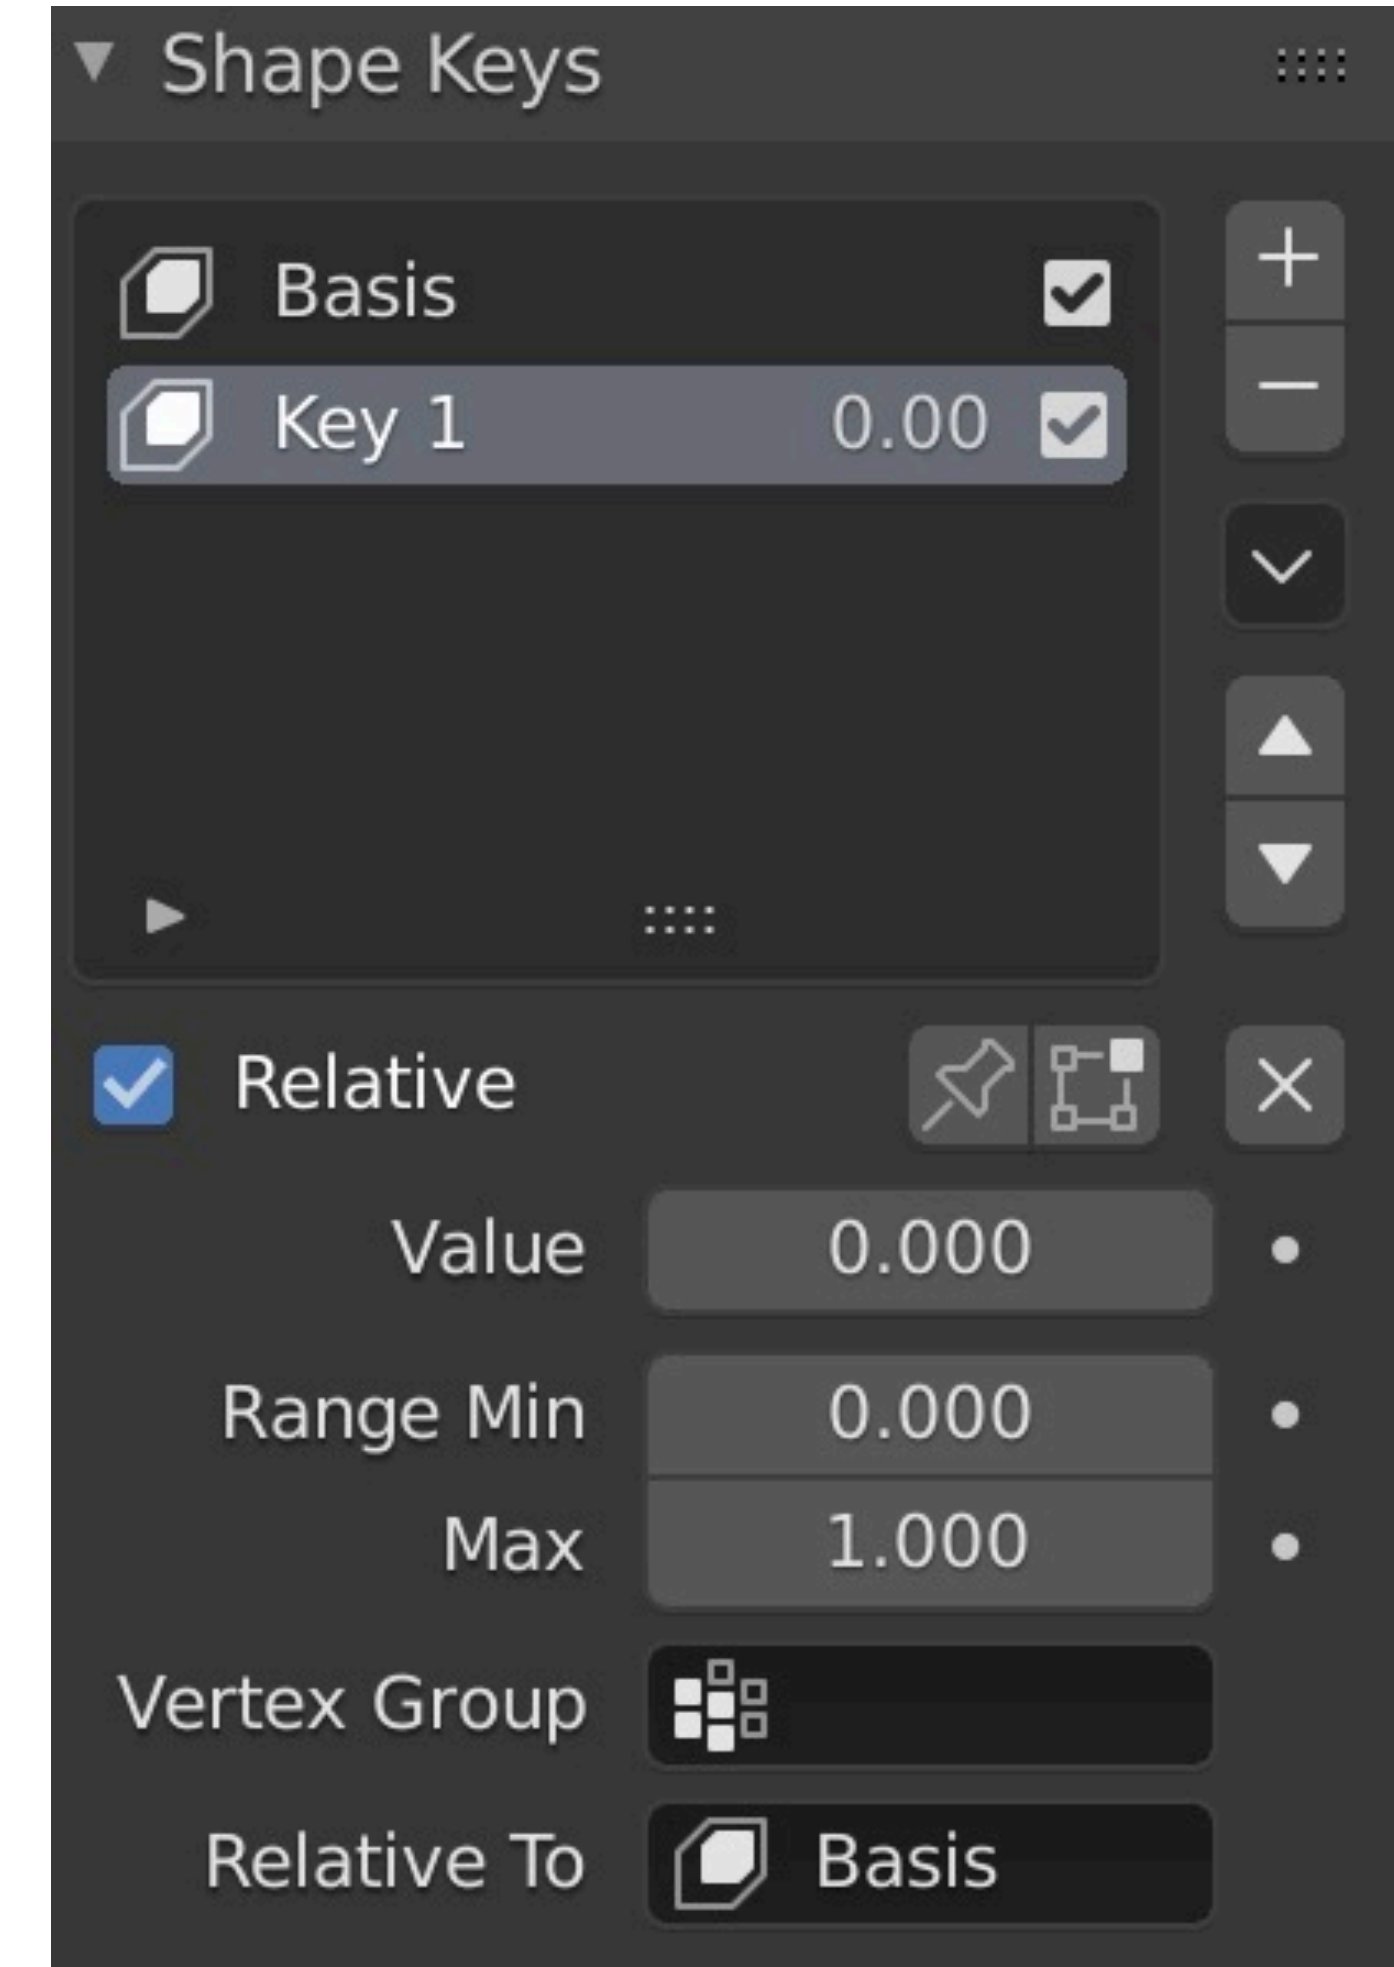 Shape Keys
Basis
Key 1 0.00
Relative
Value 0.000
Range Min 0.000
Max 1.000
Vertex Group
Relative To Basis